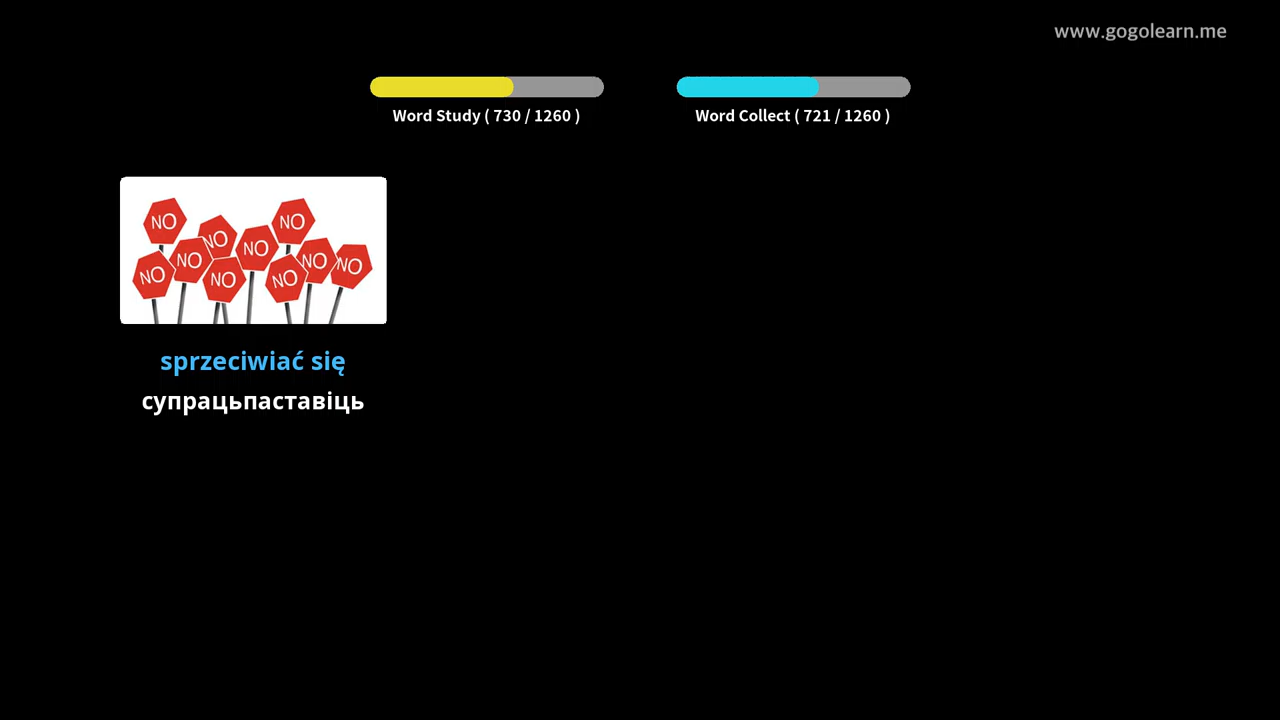 www.gogolearn.me
Word Study ( 730 / 1260 )
Word Collect ( 721 / 1260 )
NO
NO
NO
NO
NO
NO
NO
NO
NO
NO
sprzeciwiać się
супрацьпаставіць